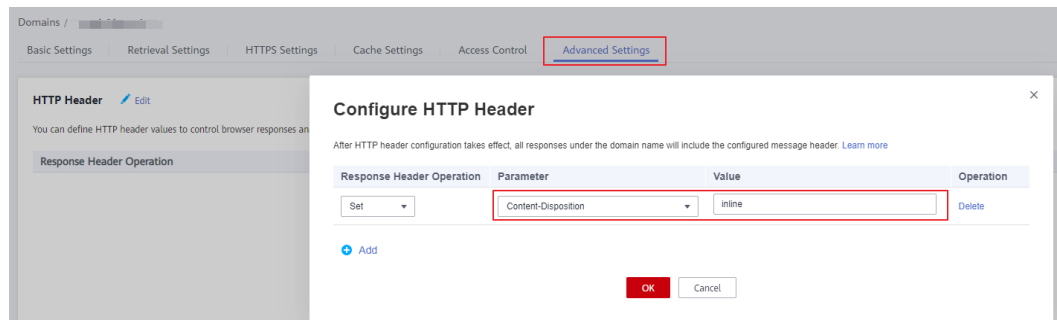 Domains /
Basic Settings Retrieval Settings HTTPS Settings Cache Settings Access Control Advanced Settings
HTTP Header Edit
You can define HTTP header values to control browser responses an
Response Header Operation
Configure HTTP Header
After HTTP header configuration takes effect, all responses under the domain name will include the configured message header. Learn more
Response Header Operation Parameter Value Operation
Set Content-Disposition inline Delete
Add
OK Cancel